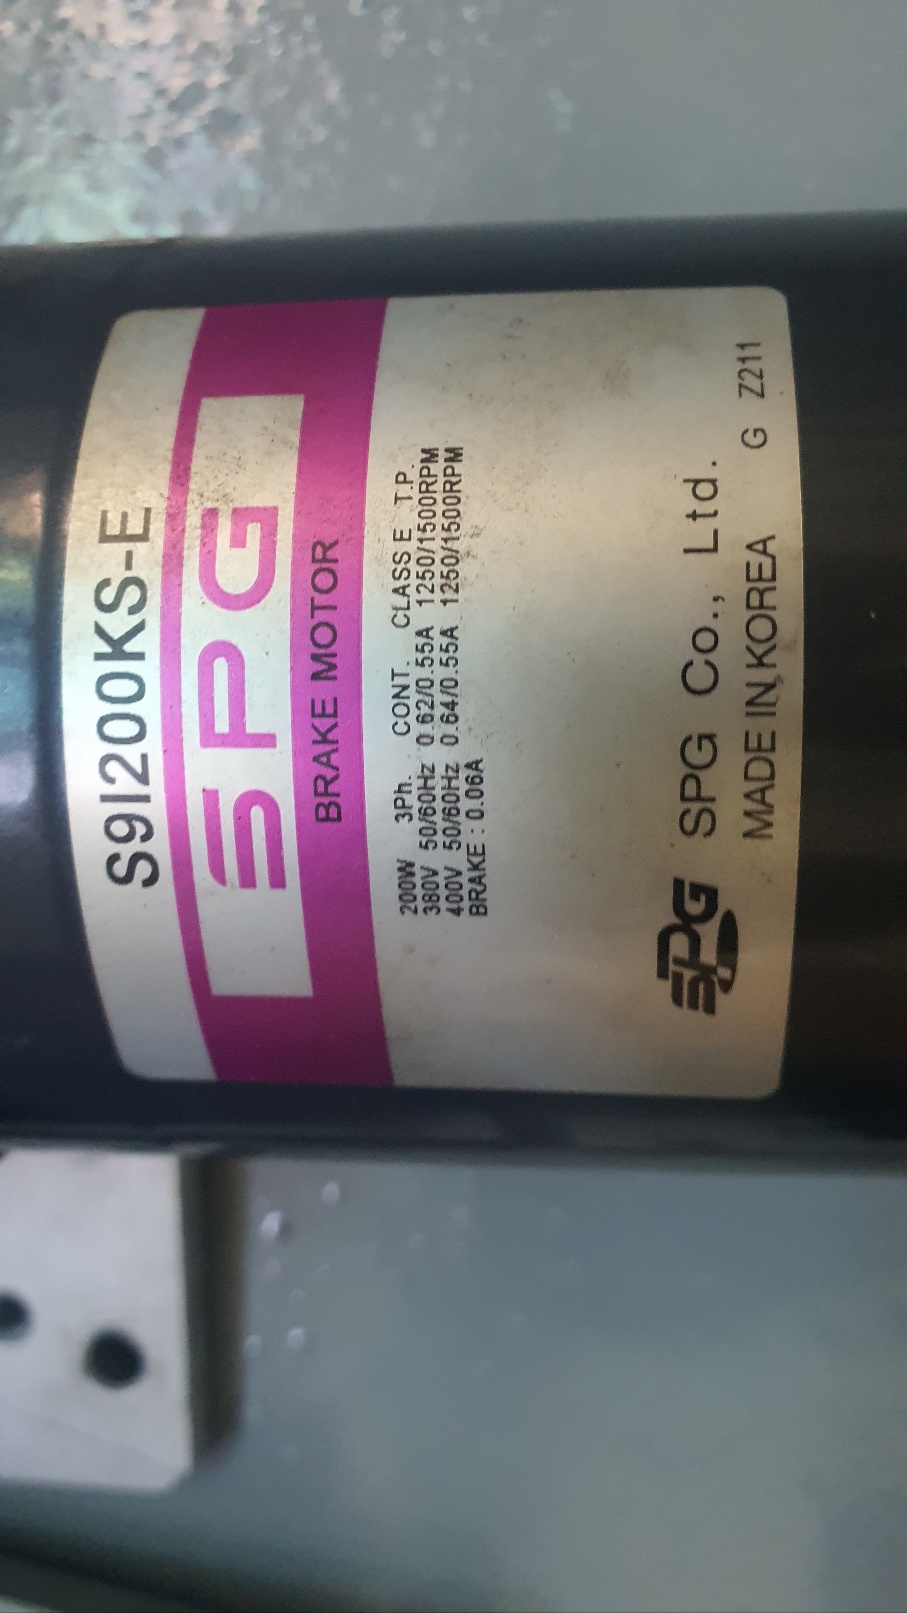 S9I200KS-E
SPG
BRAKE MOTOR
200W 3Ph. CONT. CLASS E T.P.
380V 50/60Hz 0.62/0.55A 1250/1500RPM
400V 50/60Hz 0.64/0.55A 1250/1500RPM
BRAKE : 0.06A
SPG SPG Co., Ltd.
MADE IN KOREA G Z211